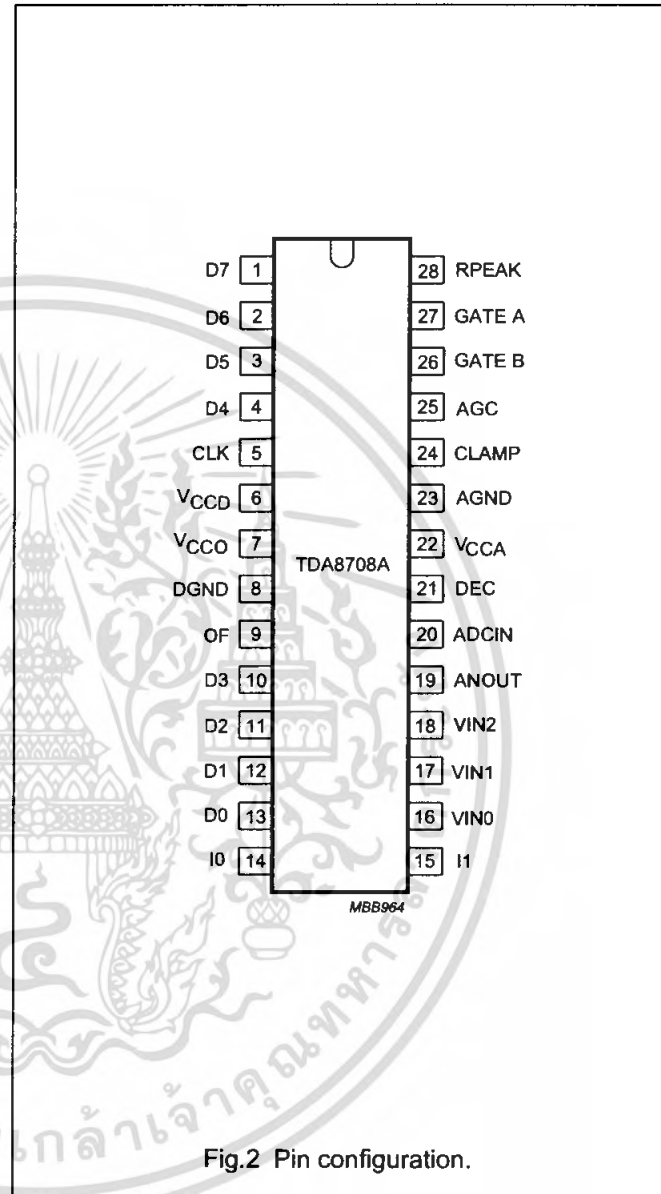 D7 1
D6 2
D5 3
D4 4
CLK 5
VCCD 6
VCCO 7
DGND 8
OF 9
D3 10
D2 11
D1 12
D0 13
I0 14
TDA8708A
28 RPEAK
27 GATE A
26 GATE B
25 AGC
24 CLAMP
23 AGND
22 VCCA
21 DEC
20 ADCIN
19 ANOUT
18 VIN2
17 VIN1
16 VIN0
15 I1
MBB964
Fig.2 Pin configuration.